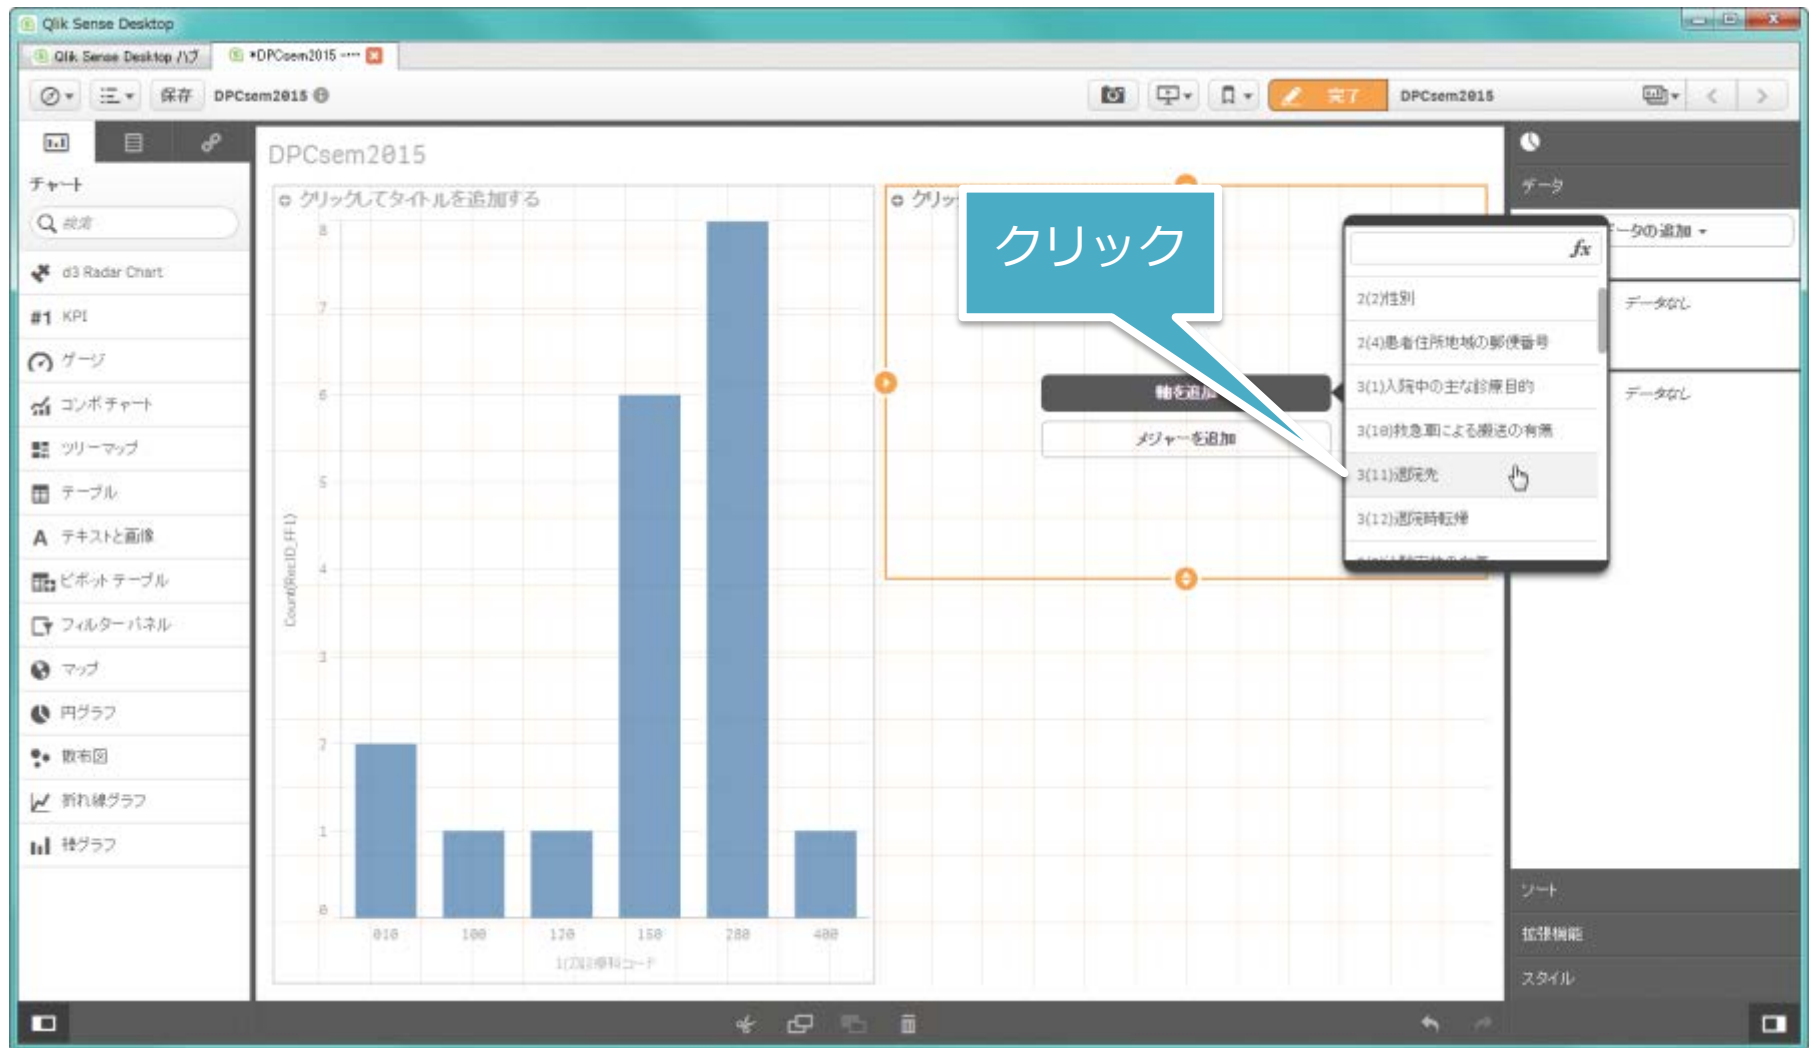 Qlik Sense Desktop
Qlik Sense Desktop ハブ
*DPCsem2015 ----
保存
DPCsem2015
完了
DPCsem2015
チャート
検索
d3 Radar Chart
#1 KPI
ゲージ
コンボ チャート
ツリーマップ
テーブル
A テキストと画像
ピボット テーブル
フィルター パネル
マップ
円グラフ
散布図
折れ線グラフ
棒グラフ
DPCsem2015
クリックしてタイトルを追加する
8
7
6
5
4
3
2
1
0
Count(RecID_FF1)
010
100
120
150
280
400
クリック
軸を追加
メジャーを追加
fx
2(2)性別
2(4)患者住所地域の郵便番号
3(1)入院中の主な診療目的
3(10)救急車による搬送の有無
3(11)退院先
3(12)退院時転帰
データ
データの追加
データなし
データなし
ソート
拡張機能
スタイル